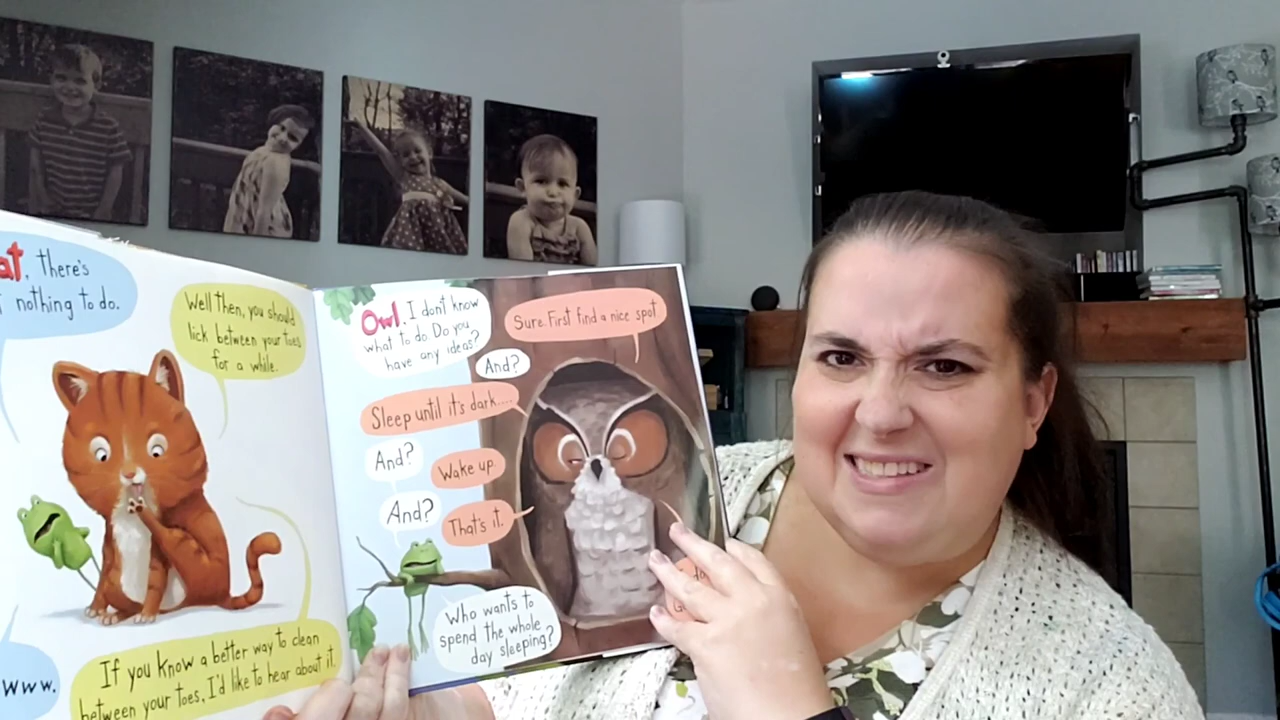 at, there's
nothing to do.
Well then, you should
lick between your toes
for a while.
www.
If you know a better way to clean
between your toes, I'd like to hear about it.
Owl, I don't know
what to do. Do you
have any ideas?
Sure. First find a nice spot.
And?
Sleep until it's dark....
And?
Wake up.
And?
That's it.
Who wants to
spend the whole
day sleeping?